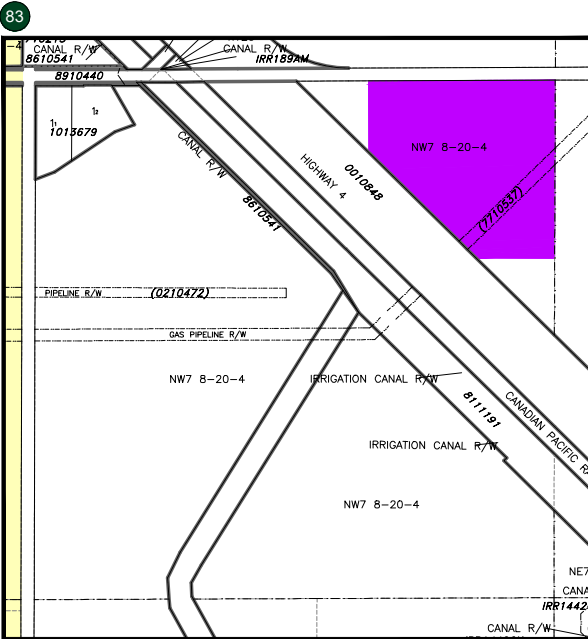 83
CANAL R/W
8610541
CANAL R/W
IRR189AM
8910440
1₁
1₂
1013679
CANAL R/W
8610541
HIGHWAY 4
0010848
NW7 8-20-4
(7710537)
PIPELINE R/W
(0210472)
GAS PIPELINE R/W
NW7 8-20-4
IRRIGATION CANAL R/W
8111191
CANADIAN PACIFIC R
IRRIGATION CANAL R/W
NW7 8-20-4
NE7
CANA
IRR1442
CANAL R/W